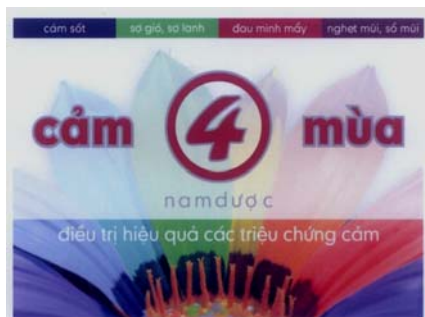 cảm sốt
sợ gió, sợ lạnh
đau mình mẩy
nghẹt mũi, sổ mũi
cảm 4 mùa
namdược
điều trị hiệu quả các triệu chứng cảm